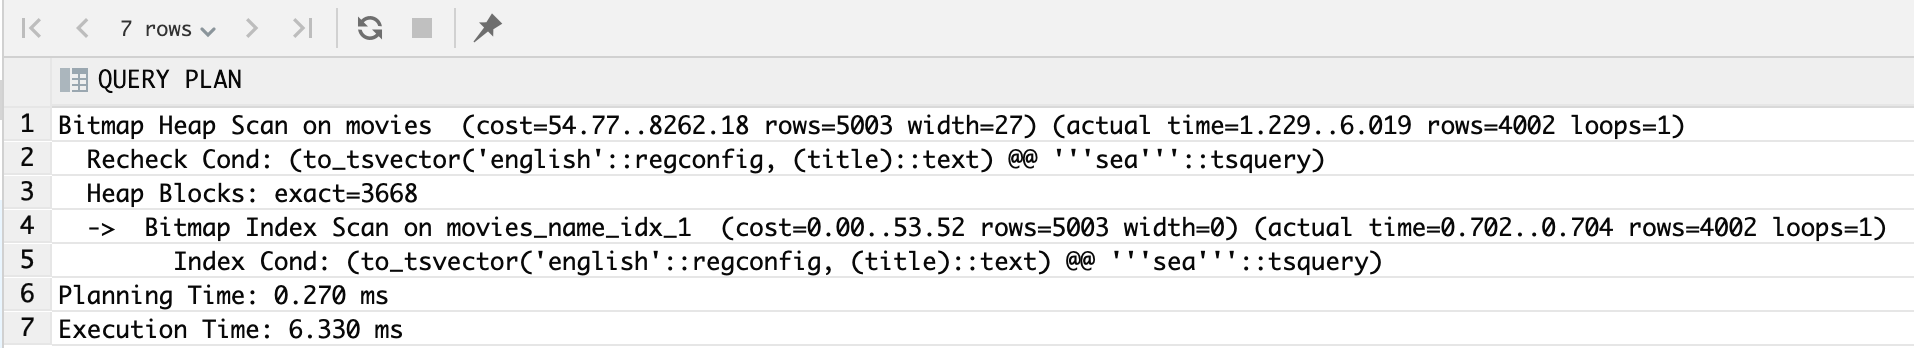 7 rows
QUERY PLAN
1 Bitmap Heap Scan on movies  (cost=54.77..8262.18 rows=5003 width=27) (actual time=1.229..6.019 rows=4002 loops=1)
2   Recheck Cond: (to_tsvector('english'::regconfig, (title)::text) @@ '''sea'''::tsquery)
3   Heap Blocks: exact=3668
4   ->  Bitmap Index Scan on movies_name_idx_1  (cost=0.00..53.52 rows=5003 width=0) (actual time=0.702..0.704 rows=4002 loops=1)
5         Index Cond: (to_tsvector('english'::regconfig, (title)::text) @@ '''sea'''::tsquery)
6 Planning Time: 0.270 ms
7 Execution Time: 6.330 ms